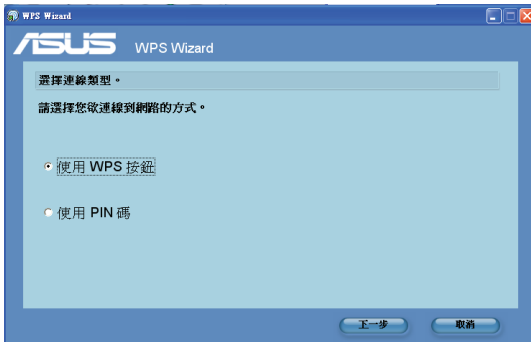 WPS Wizard
ASUS WPS Wizard
選擇連線類型。
請選擇您欲連線到網路的方式。
使用 WPS 按鈕
使用 PIN 碼
下一步 取消